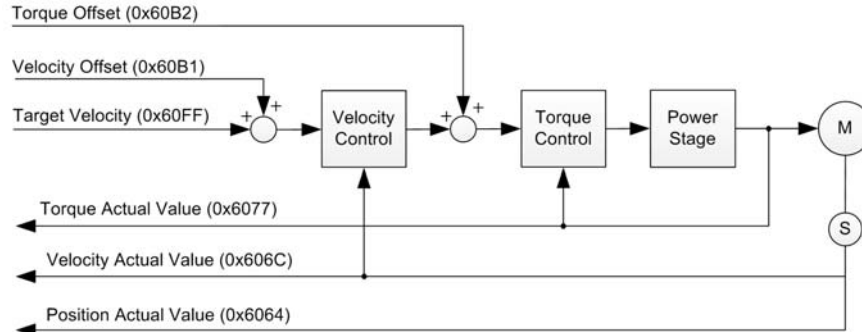 Torque Offset (0x60B2)
Velocity Offset (0x60B1)
Target Velocity (0x60FF)
+ +
Velocity
Control
+ +
Torque
Control
Power
Stage
M
S
Torque Actual Value (0x6077)
Velocity Actual Value (0x606C)
Position Actual Value (0x6064)